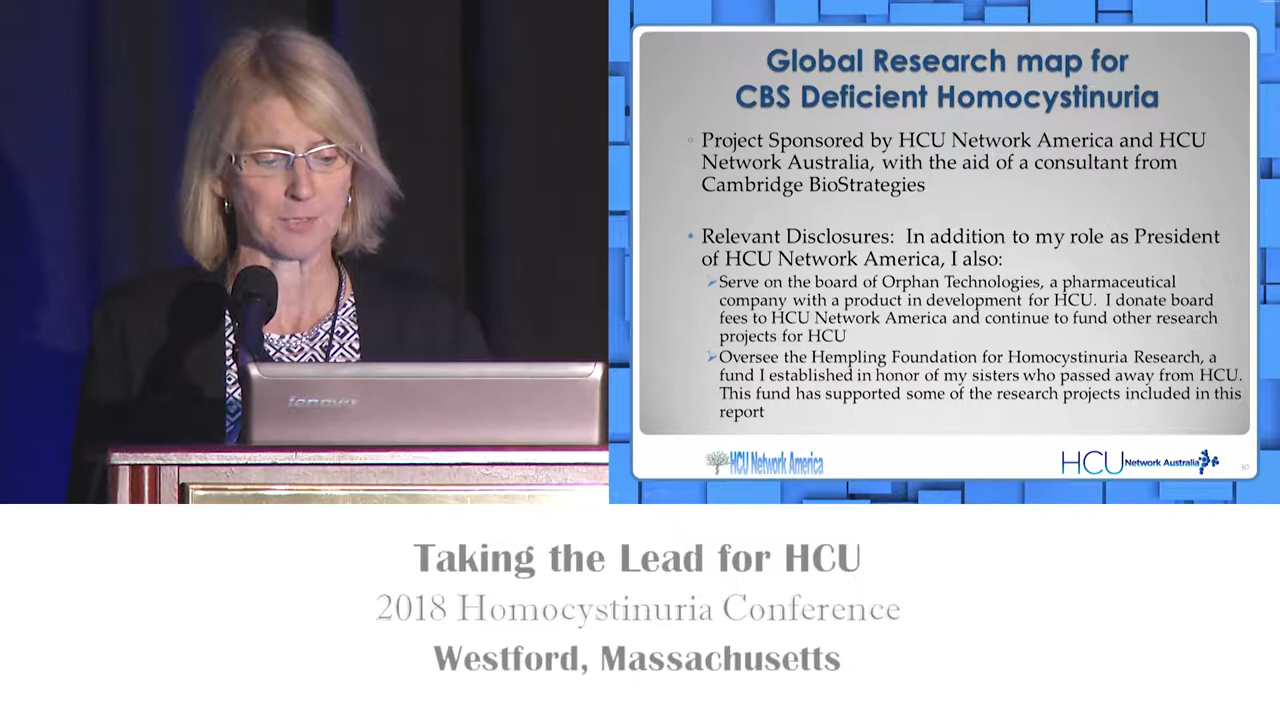 Global Research map for
CBS Deficient Homocystinuria
Project Sponsored by HCU Network America and HCU
Network Australia, with the aid of a consultant from
Cambridge BioStrategies
Relevant Disclosures: In addition to my role as President
of HCU Network America, I also:
Serve on the board of Orphan Technologies, a pharmaceutical
company with a product in development for HCU. I donate board
fees to HCU Network America and continue to fund other research
projects for HCU
Oversee the Hempling Foundation for Homocystinuria Research, a
fund I established in honor of my sisters who passed away from HCU.
This fund has supported some of the research projects included in this
report
HCU Network America
HCU Network Australia
30
lenovo
Taking the Lead for HCU
2018 Homocystinuria Conference
Westford, Massachusetts